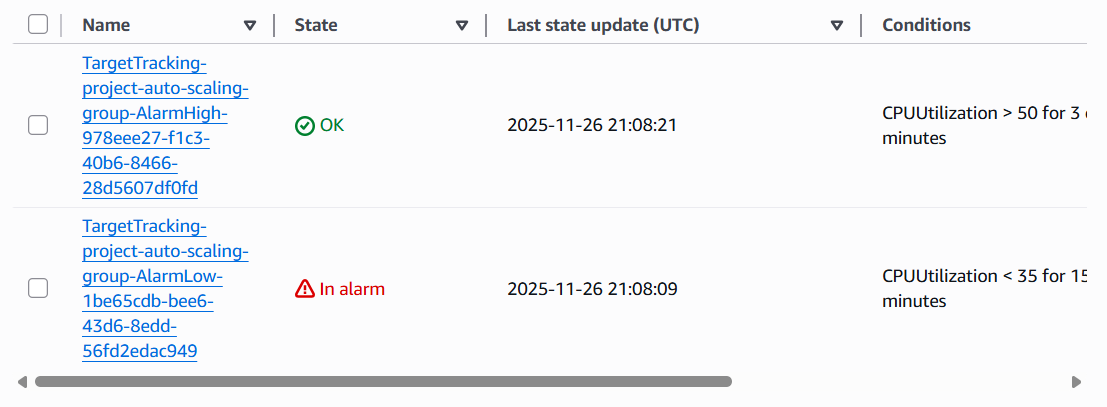 Name State Last state update (UTC) Conditions
TargetTracking-
project-auto-scaling-
group-AlarmHigh-
978eee27-f1c3-
40b6-8466-
28d5607df0fd
OK
2025-11-26 21:08:21
CPUUtilization > 50 for 3
minutes
TargetTracking-
project-auto-scaling-
group-AlarmLow-
1be65cdb-bee6-
43d6-8edd-
56fd2edac949
In alarm
2025-11-26 21:08:09
CPUUtilization < 35 for 15
minutes